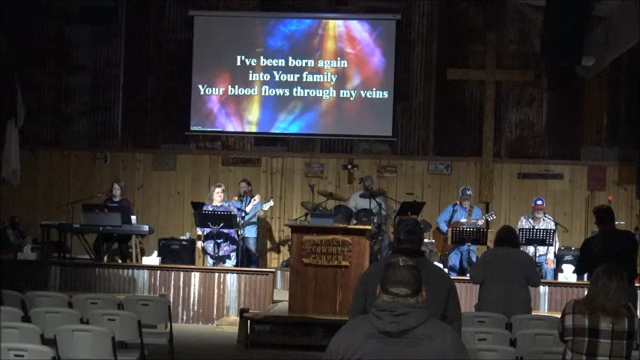 I've been born again
into Your family
Your blood flows through my veins